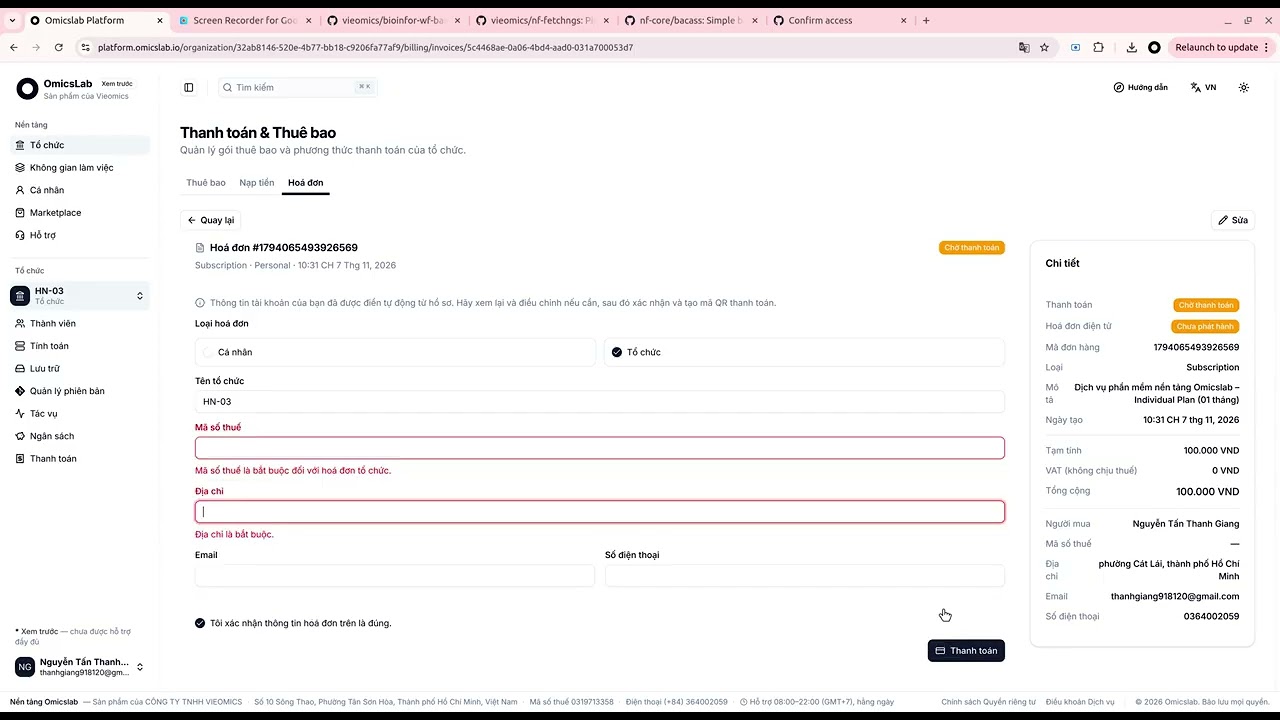 Omicslab Platform
Screen Recorder for Goo
vieomics/bioinfor-wf-ba
vieomics/nf-fetchngs: Pi
nf-core/bacass: Simple b
Confirm access
platform.omicslab.io/organization/32ab8146-520e-4b77-bb18-c9206fa77af9/billing/invoices/5c4468ae-0a06-4bd4-aad0-031a700053d7
Relaunch to update
OmicsLab Xem trước
Sản phẩm của Vieomics
Tìm kiếm
⌘ K
Hướng dẫn
VN
Nền tảng
Tổ chức
Không gian làm việc
Cá nhân
Marketplace
Hỗ trợ
Tổ chức
HN-03
Tổ chức
Thành viên
Tính toán
Lưu trữ
Quản lý phiên bản
Tác vụ
Ngân sách
Thanh toán
* Xem trước — chưa được hỗ trợ
đầy đủ
NG
Nguyễn Tấn Thanh...
thanhgiang918120@gm...
Thanh toán & Thuê bao
Quản lý gói thuê bao và phương thức thanh toán của tổ chức.
Thuê bao
Nạp tiền
Hoá đơn
Quay lại
Sửa
Hoá đơn #1794065493926569
Chờ thanh toán
Subscription · Personal · 10:31 CH 7 Thg 11, 2026
Thông tin tài khoản của bạn đã được điền tự động từ hồ sơ. Hãy xem lại và điều chỉnh nếu cần, sau đó xác nhận và tạo mã QR thanh toán.
Loại hoá đơn
Cá nhân
Tổ chức
Tên tổ chức
HN-03
Mã số thuế
Mã số thuế là bắt buộc đối với hoá đơn tổ chức.
Địa chỉ
Địa chỉ là bắt buộc.
Email
Số điện thoại
Tôi xác nhận thông tin hoá đơn trên là đúng.
Thanh toán
Chi tiết
Thanh toán
Chờ thanh toán
Hoá đơn điện tử
Chưa phát hành
Mã đơn hàng
1794065493926569
Loại
Subscription
Mô tả
Dịch vụ phần mềm nền tảng Omicslab –
Individual Plan (01 tháng)
Ngày tạo
10:31 CH 7 thg 11, 2026
Tạm tính
100.000 VND
VAT (không chịu thuế)
0 VND
Tổng cộng
100.000 VND
Người mua
Nguyễn Tấn Thanh Giang
Mã số thuế
—
Địa chỉ
phường Cát Lái, thành phố Hồ Chí
Minh
Email
thanhgiang918120@gmail.com
Số điện thoại
0364002059
Nền tảng Omicslab — Sản phẩm của CÔNG TY TNHH VIEOMICS · Số 10 Sông Thao, Phường Tân Sơn Hòa, Thành phố Hồ Chí Minh, Việt Nam · Mã số thuế 0319713358 · Điện thoại (+84) 364002059 · Hỗ trợ 08:00–22:00 (GMT+7), hằng ngày
Chính sách Quyền riêng tư
Điều khoản Dịch vụ
© 2026 Omicslab. Bảo lưu mọi quyền.